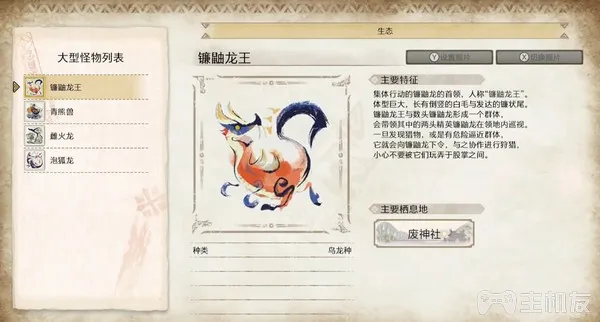 生态
大型怪物列表
镰鼬龙王
青熊兽
雌火龙
泡狐龙
镰鼬龙王
Y 设置照片
X 切换照片
种类
鸟龙种
主要特征
集体行动的镰鼬龙的首领，人称“镰鼬龙王”。
体型巨大，长有倒竖的白毛与发达的镰状尾。
镰鼬龙王与数头镰鼬龙形成一个群体，
会带领其中的两头精英镰鼬龙在领地内巡视。
一旦发现猎物，或是有危险逼近群体，
它就会向镰鼬龙下令，与之协作进行狩猎，
小心不要被它们玩弄于股掌之间。
主要栖息地
废神社
主机友